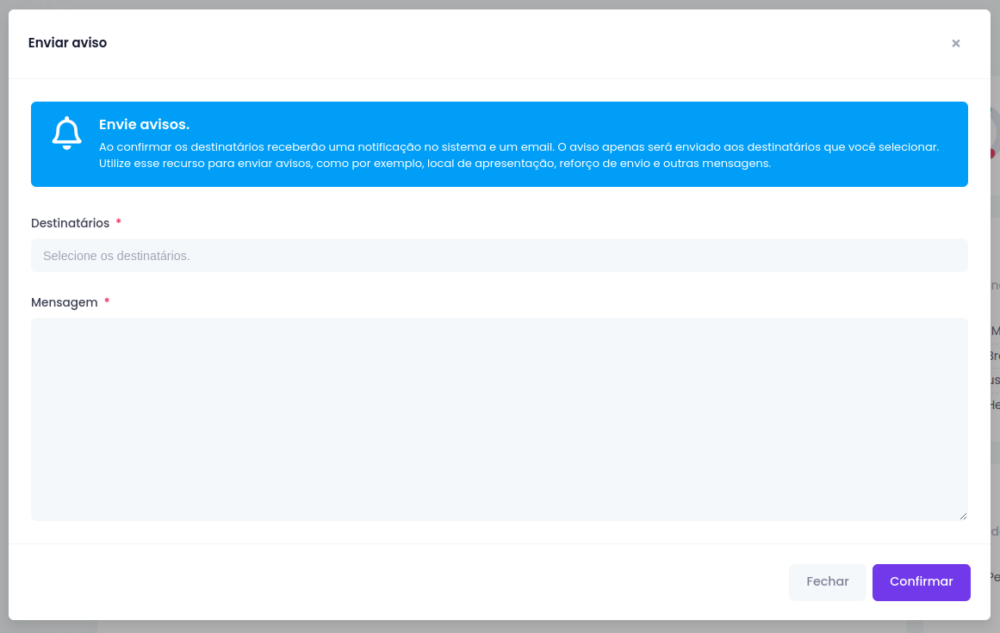 Enviar aviso
Envie avisos.
Ao confirmar os destinatários receberão uma notificação no sistema e um email. O aviso apenas será enviado aos destinatários que você selecionar.
Utilize esse recurso para enviar avisos, como por exemplo, local de apresentação, reforço de envio e outras mensagens.
Destinatários *
Selecione os destinatários.
Mensagem *
Fechar
Confirmar